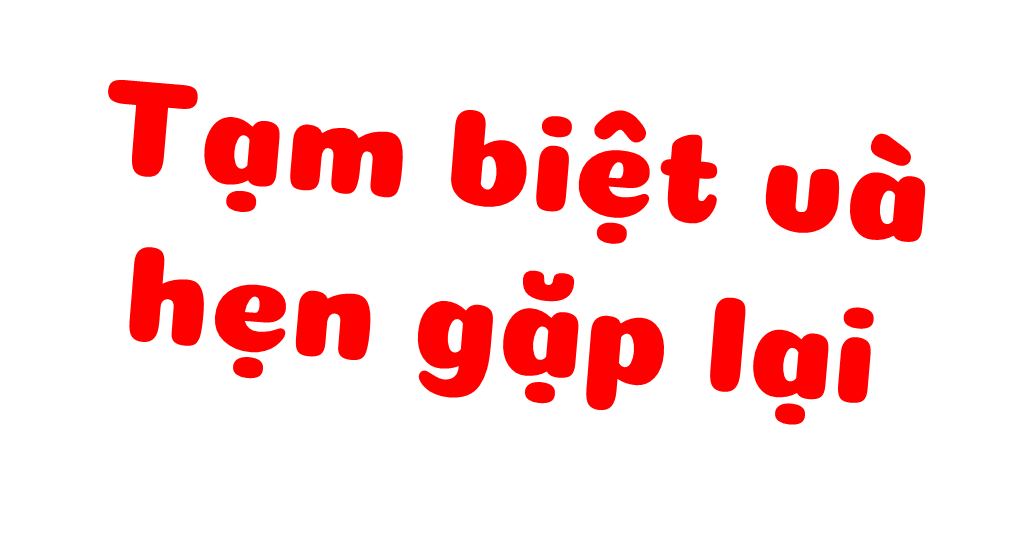 Tạm biệt và
hẹn gặp lại